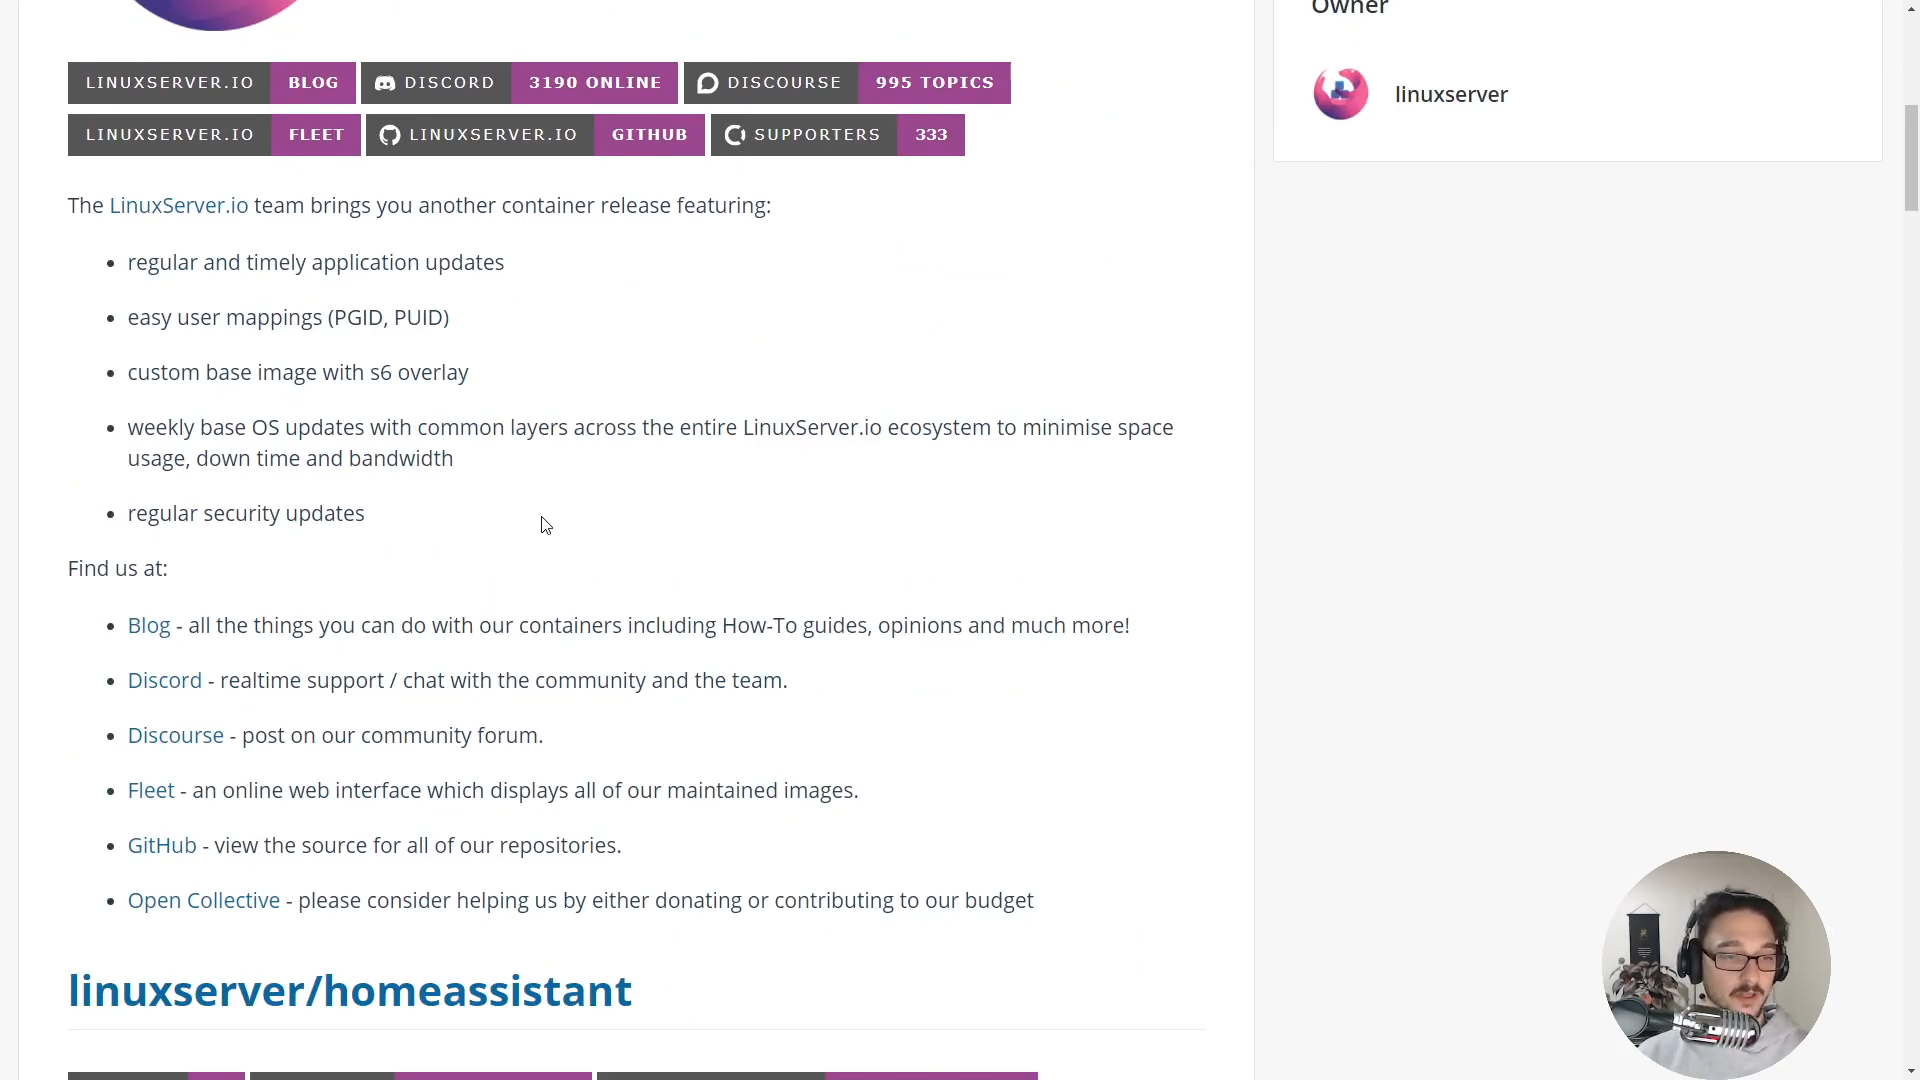 Owner
LINUXSERVER.IO BLOG DISCORD 3190 ONLINE DISCOURSE 995 TOPICS
linuxserver
LINUXSERVER.IO FLEET LINUXSERVER.IO GITHUB SUPPORTERS 333
The LinuxServer.io team brings you another container release featuring:
• regular and timely application updates
• easy user mappings (PGID, PUID)
• custom base image with s6 overlay
• weekly base OS updates with common layers across the entire LinuxServer.io ecosystem to minimise space
usage, down time and bandwidth
• regular security updates
Find us at:
• Blog - all the things you can do with our containers including How-To guides, opinions and much more!
• Discord - realtime support / chat with the community and the team.
• Discourse - post on our community forum.
• Fleet - an online web interface which displays all of our maintained images.
• GitHub - view the source for all of our repositories.
• Open Collective - please consider helping us by either donating or contributing to our budget
linuxserver/homeassistant